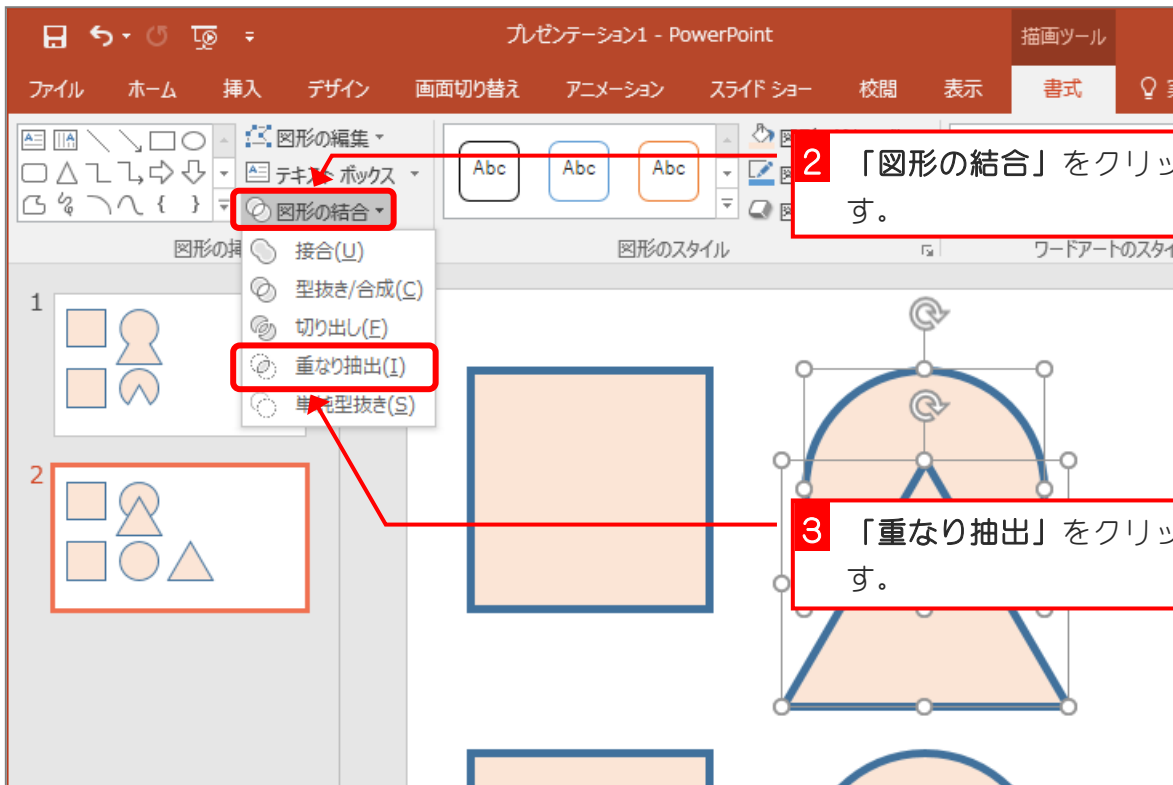 プレゼンテーション1 - PowerPoint
描画ツール
ファイル ホーム 挿入 デザイン 画面切り替え アニメーション スライド ショー 校閲 表示 書式
図形の編集
テキスト ボックス
図形の結合
Abc Abc Abc
図形のスタイル
ワードアートのスタイ
接合(U)
型抜き/合成(C)
切り出し(F)
重なり抽出(I)
単純型抜き(S)
2 「図形の結合」をクリッ
す。
1
2
3 「重なり抽出」をクリッ
す。